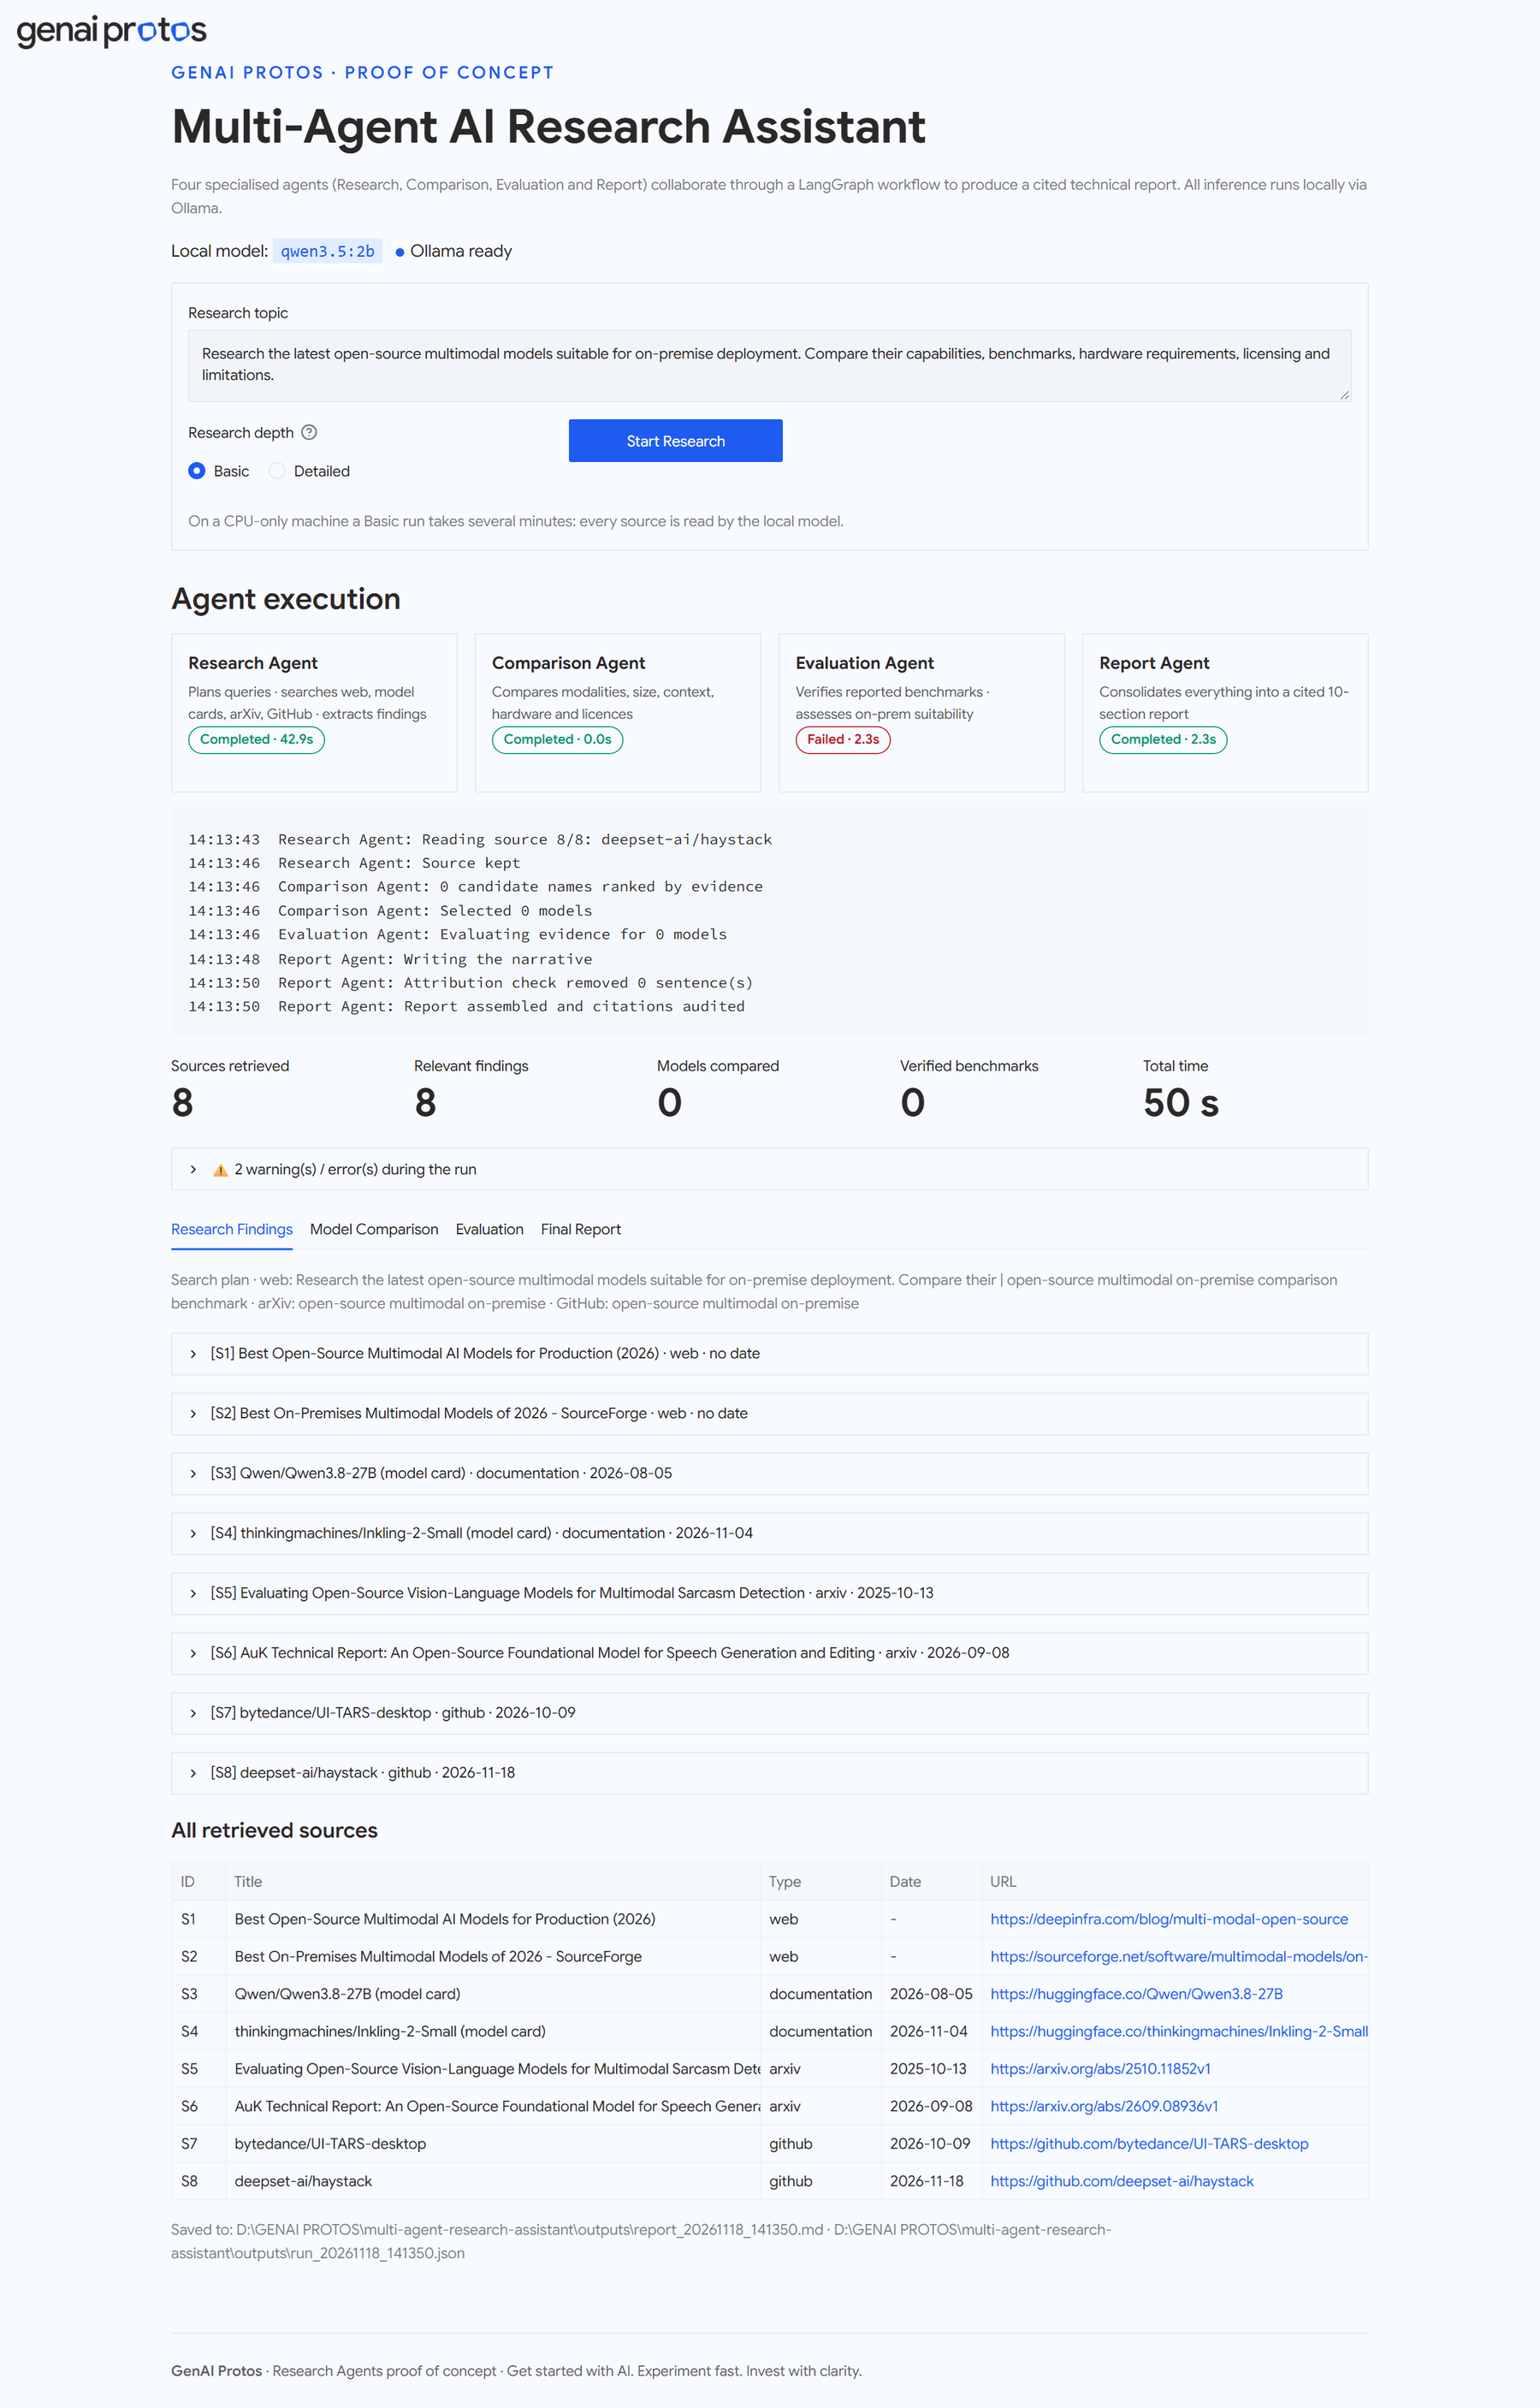 genai protos
GENAI PROTOS · PROOF OF CONCEPT
Multi-Agent AI Research Assistant
Four specialised agents (Research, Comparison, Evaluation and Report) collaborate through a LangGraph workflow to produce a cited technical report. All inference runs locally via
Ollama.
Local model: qwen3.5:2b Ollama ready
Research topic
Research the latest open-source multimodal models suitable for on-premise deployment. Compare their capabilities, benchmarks, hardware requirements, licensing and
limitations.
Research depth
Start Research
Basic Detailed
On a CPU-only machine a Basic run takes several minutes: every source is read by the local model.
Agent execution
Research Agent
Plans queries · searches web, model
cards, arXiv, GitHub · extracts findings
Completed · 42.9s
Comparison Agent
Compares modalities, size, context,
hardware and licences
Completed · 0.0s
Evaluation Agent
Verifies reported benchmarks ·
assesses on-prem suitability
Failed · 2.3s
Report Agent
Consolidates everything into a cited 10-
section report
Completed · 2.3s
14:13:43 Research Agent: Reading source 8/8: deepset-ai/haystack
14:13:46 Research Agent: Source kept
14:13:46 Comparison Agent: 0 candidate names ranked by evidence
14:13:46 Comparison Agent: Selected 0 models
14:13:46 Evaluation Agent: Evaluating evidence for 0 models
14:13:48 Report Agent: Writing the narrative
14:13:50 Report Agent: Attribution check removed 0 sentence(s)
14:13:50 Report Agent: Report assembled and citations audited
Sources retrieved Relevant findings Models compared Verified benchmarks Total time
8 8 0 0 50 s
2 warning(s) / error(s) during the run
Research Findings Model Comparison Evaluation Final Report
Search plan · web: Research the latest open-source multimodal models suitable for on-premise deployment. Compare their | open-source multimodal on-premise comparison
benchmark · arXiv: open-source multimodal on-premise · GitHub: open-source multimodal on-premise
[S1] Best Open-Source Multimodal AI Models for Production (2026) · web · no date
[S2] Best On-Premises Multimodal Models of 2026 - SourceForge · web · no date
[S3] Qwen/Qwen3.8-27B (model card) · documentation · 2026-08-05
[S4] thinkingmachines/Inkling-2-Small (model card) · documentation · 2026-11-04
[S5] Evaluating Open-Source Vision-Language Models for Multimodal Sarcasm Detection · arxiv · 2025-10-13
[S6] AuK Technical Report: An Open-Source Foundational Model for Speech Generation and Editing · arxiv · 2026-09-08
[S7] bytedance/UI-TARS-desktop · github · 2026-10-09
[S8] deepset-ai/haystack · github · 2026-11-18
All retrieved sources
ID Title Type Date URL
S1 Best Open-Source Multimodal AI Models for Production (2026) web - https://deepinfra.com/blog/multi-modal-open-source
S2 Best On-Premises Multimodal Models of 2026 - SourceForge web - https://sourceforge.net/software/multimodal-models/on-
S3 Qwen/Qwen3.8-27B (model card) documentation 2026-08-05 https://huggingface.co/Qwen/Qwen3.8-27B
S4 thinkingmachines/Inkling-2-Small (model card) documentation 2026-11-04 https://huggingface.co/thinkingmachines/Inkling-2-Small
S5 Evaluating Open-Source Vision-Language Models for Multimodal Sarcasm Dete arxiv 2025-10-13 https://arxiv.org/abs/2510.11852v1
S6 AuK Technical Report: An Open-Source Foundational Model for Speech Genera arxiv 2026-09-08 https://arxiv.org/abs/2609.08936v1
S7 bytedance/UI-TARS-desktop github 2026-10-09 https://github.com/bytedance/UI-TARS-desktop
S8 deepset-ai/haystack github 2026-11-18 https://github.com/deepset-ai/haystack
Saved to: D:\GENAI PROTOS\multi-agent-research-assistant\outputs\report_20261118_141350.md · D:\GENAI PROTOS\multi-agent-research-
assistant\outputs\run_20261118_141350.json
GenAI Protos · Research Agents proof of concept · Get started with AI. Experiment fast. Invest with clarity.